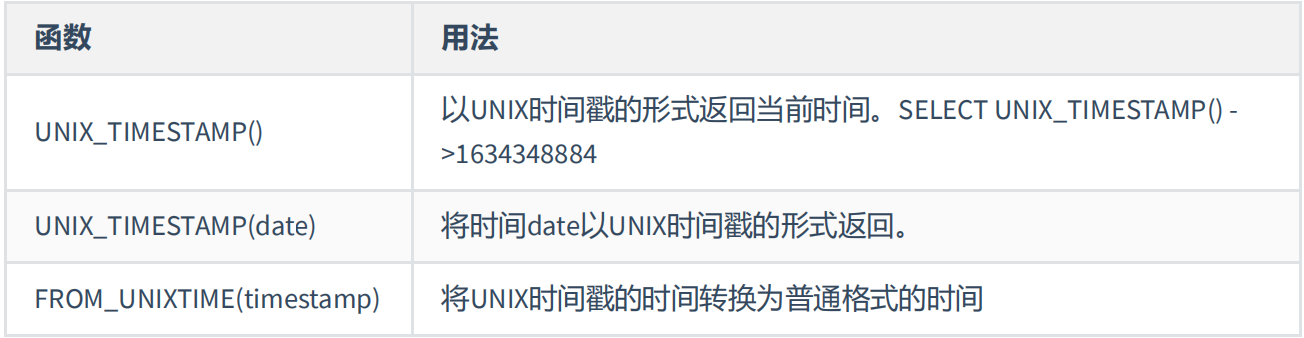 函数 用法
UNIX_TIMESTAMP() 以UNIX时间戳的形式返回当前时间。SELECT UNIX_TIMESTAMP() -
>1634348884
UNIX_TIMESTAMP(date) 将时间date以UNIX时间戳的形式返回。
FROM_UNIXTIME(timestamp) 将UNIX时间戳的时间转换为普通格式的时间